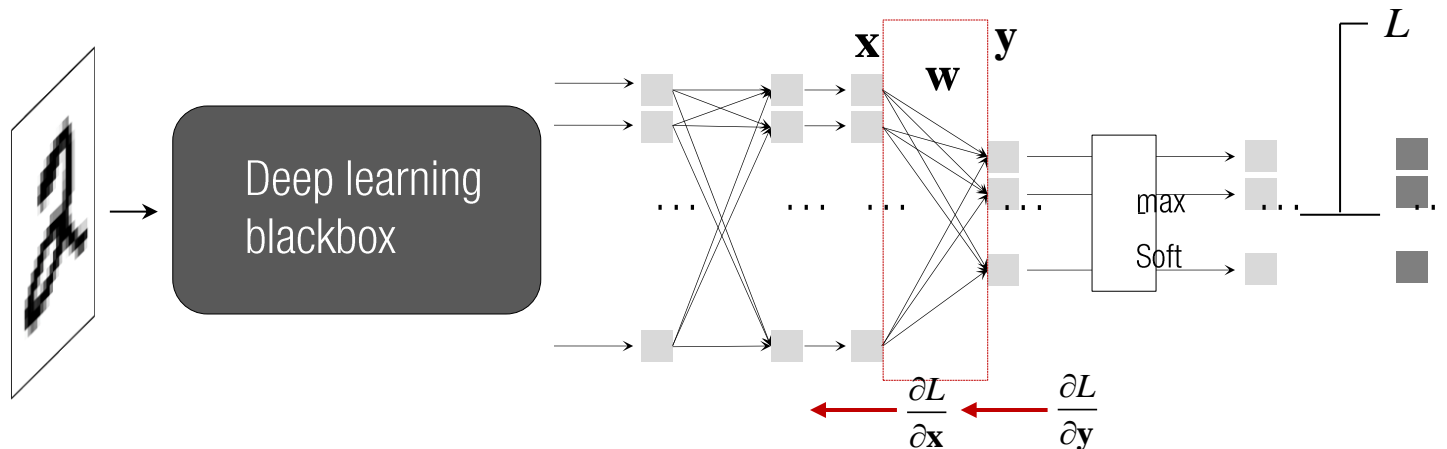 L
x
y
w
Deep learning
blackbox
... ... ... ... ... ...
max
Soft
∂L
∂x
∂L
∂y